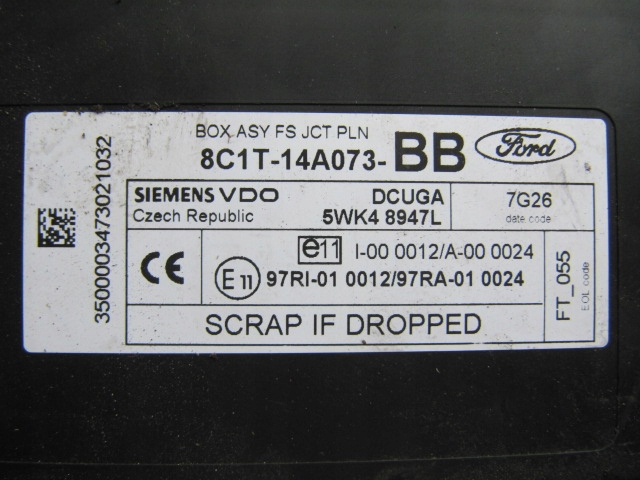 BOX ASY FS JCT PLN
8C1T-14A073-BB
Ford
3500003473021032
SIEMENS VDO DCUGA
Czech Republic 5WK4 8947L
7G26
date code
CE
e11 I-00 0012/A-00 0024
E11 97RI-01 0012/97RA-01 0024
SCRAP IF DROPPED
FT_055
EOL code